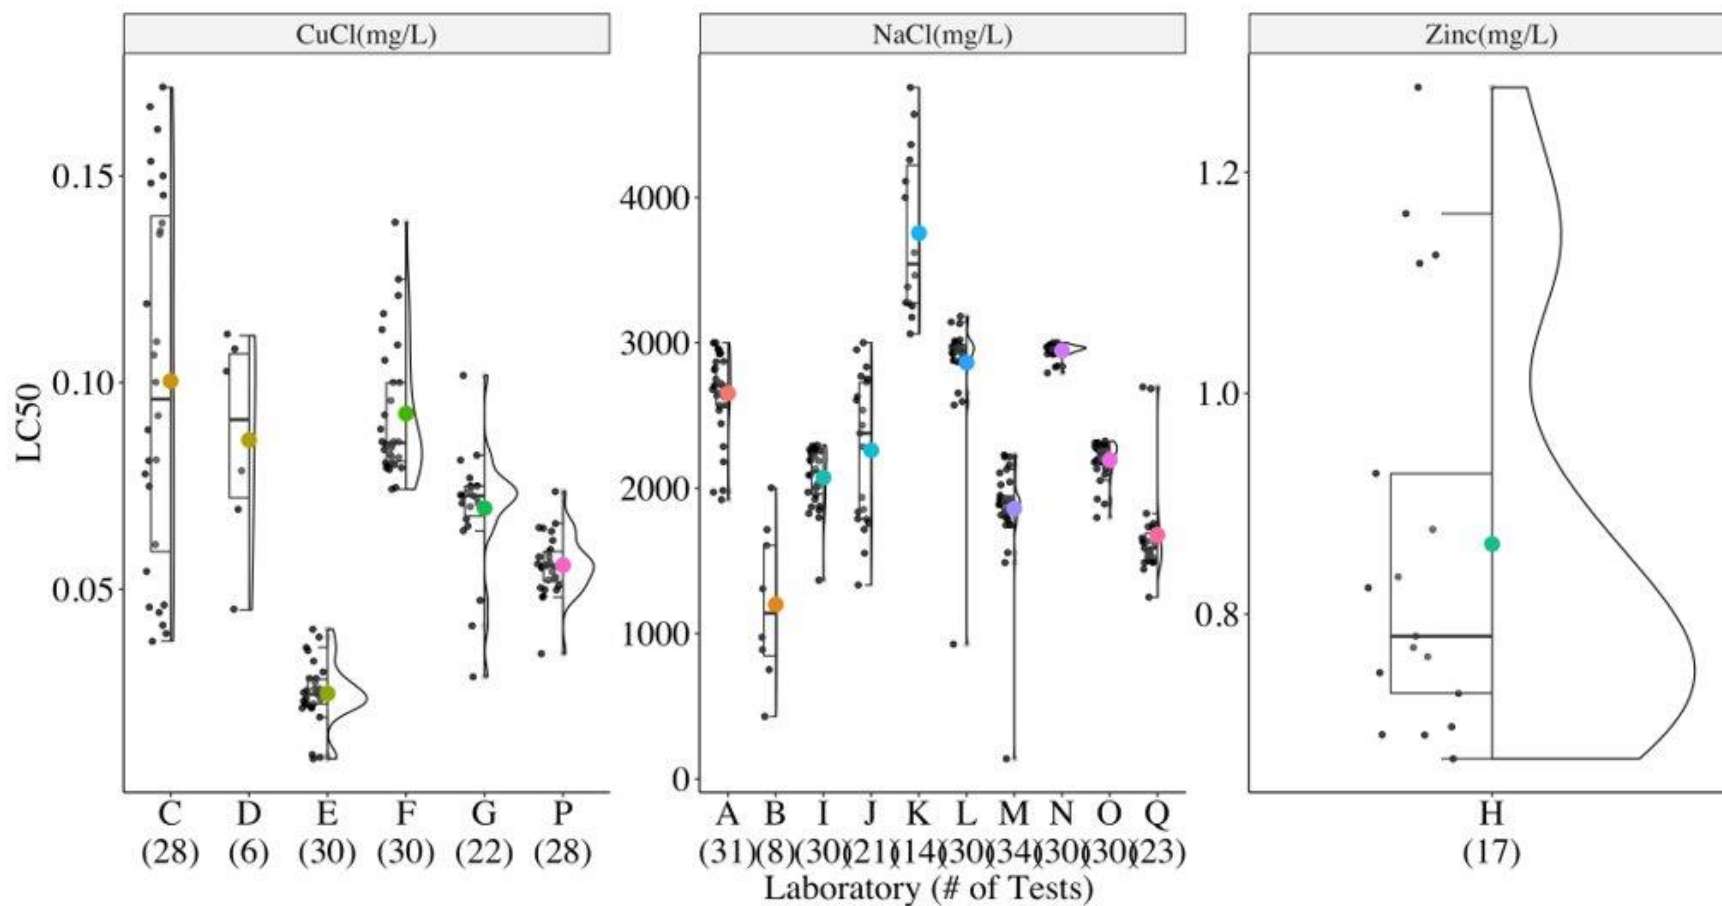 CuCl(mg/L) NaCl(mg/L) Zinc(mg/L)
LC50
0.15
0.10
0.05
4000
3000
2000
1000
0
1.2
1.0
0.8
C D E F G P A B I J K L M N O Q H
(28) (6) (30) (30) (22) (28) (31) (8) (30) (21) (14) (30) (34) (30) (30) (23) (17)
Laboratory (# of Tests)